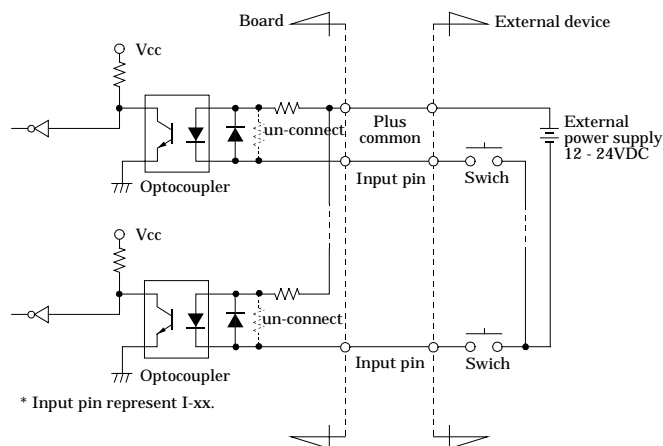 Board
External device
Vcc
un-connect
Plus
common
External
power supply
12 - 24VDC
Optocoupler
Input pin
Swich
Vcc
un-connect
Optocoupler
Input pin
Swich
* Input pin represent I-xx.